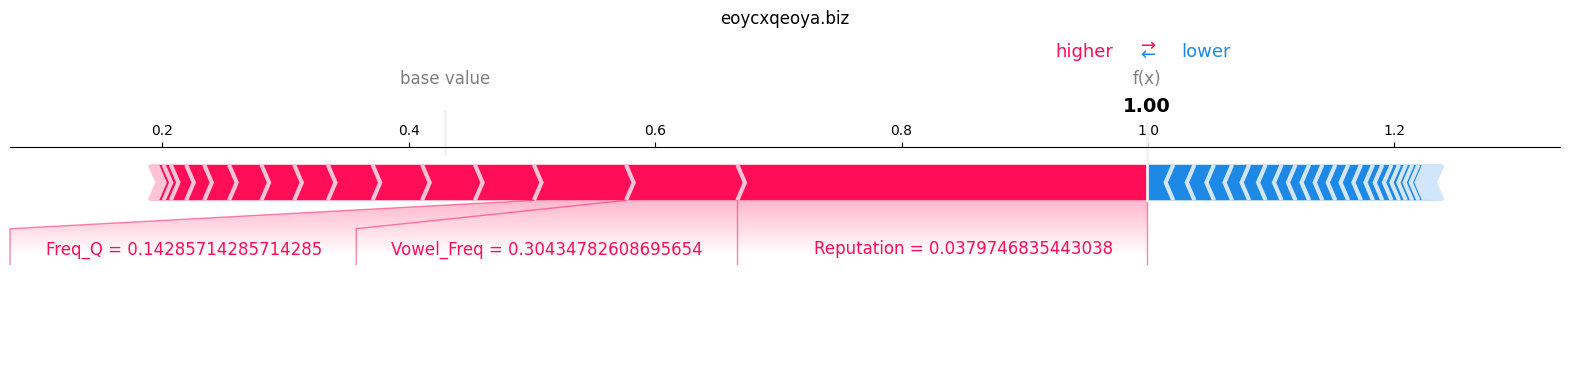 eoycxqeoya.biz
higher → ← lower
base value f(x)
1.00
0.2 0.4 0.6 0.8 1.0 1.2
Freq_Q = 0.14285714285714285 Vowel_Freq = 0.30434782608695654 Reputation = 0.0379746835443038